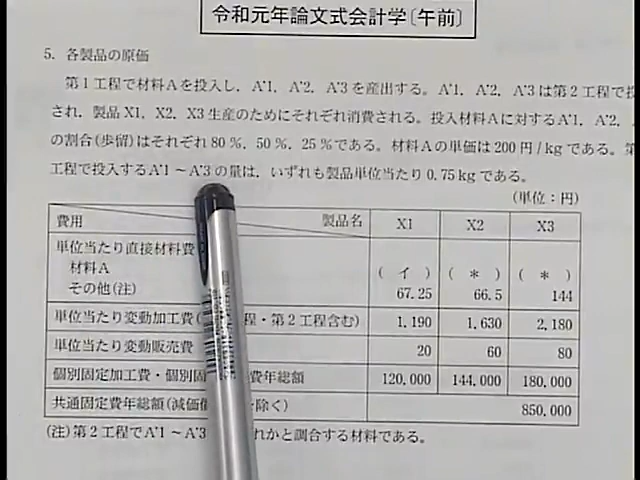 令和元年論文式会計学〔午前〕
5. 各製品の原価
第1工程で材料Aを投入し, A'1, A'2, A'3を産出する。A'1, A'2, A'3は第2工程で投
され, 製品X1, X2, X3生産のためにそれぞれ消費される。投入材料Aに対するA'1, A'2,
の割合(歩留)はそれぞれ80%, 50%, 25%である。材料Aの単価は200円/kgである。第
工程で投入するA'1～A'3の量は, いずれも製品単位当たり0.75kgである。
(単位：円)
費用 製品名 X1 X2 X3
単位当たり直接材料費
材料A ( イ ) ( * ) ( * )
その他(注) 67.25 66.5 144
単位当たり変動加工費( 程・第2工程含む) 1,190 1,630 2,180
単位当たり変動販売費 20 60 80
個別固定加工費・個別固 費年総額 120,000 144,000 180,000
共通固定費年総額(減価 を除く) 850,000
(注)第2工程でA'1～A'3 れかと調合する材料である。